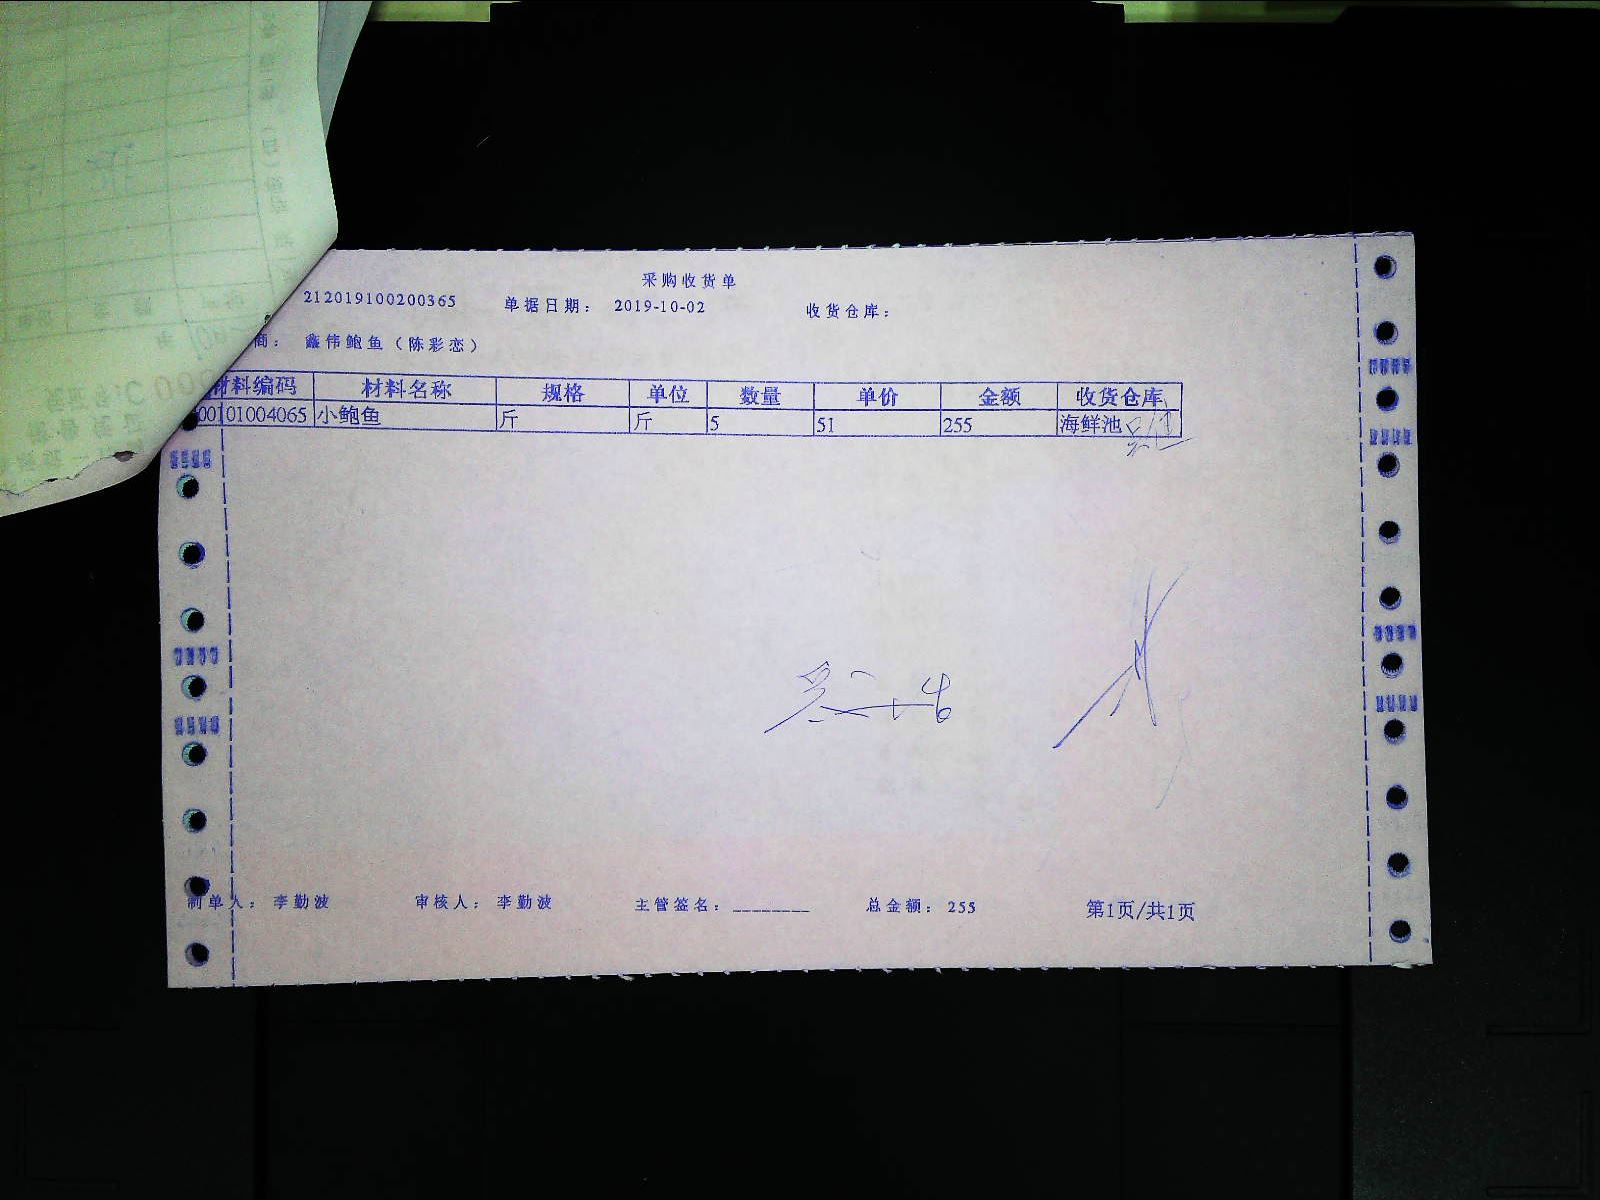 采购收货单
212019100200365 单据日期： 2019-10-02 收货仓库：
商： 鑫伟鲍鱼（陈彩恋）
材料编码 材料名称 规格 单位 数量 单价 金额 收货仓库
00101004065 小鲍鱼 斤 斤 5 51 255 海鲜池
制单人： 李勤波 审核人： 李勤波 主管签名：________ 总金额： 255 第1页/共1页